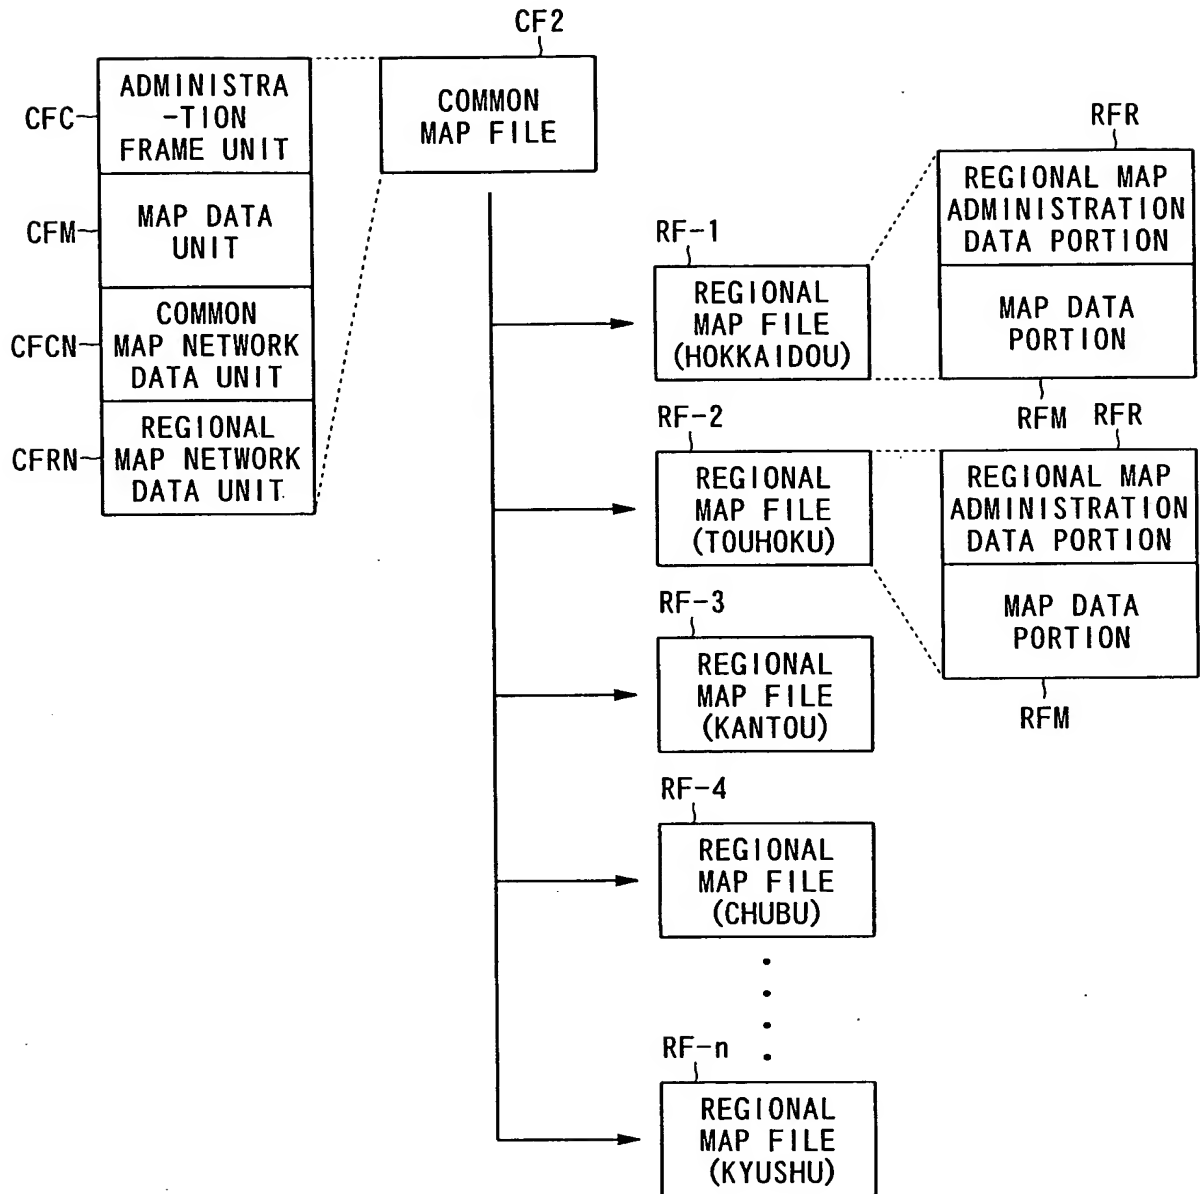 CF2
ADMINISTRA
-TION
FRAME UNIT
CFC
MAP DATA
UNIT
CFM
COMMON
MAP NETWORK
DATA UNIT
CFCN
REGIONAL
MAP NETWORK
DATA UNIT
CFRN
COMMON
MAP FILE
RF-1
REGIONAL
MAP FILE
(HOKKAIDOU)
RFR
REGIONAL MAP
ADMINISTRATION
DATA PORTION
MAP DATA
PORTION
RFM
RF-2
REGIONAL
MAP FILE
(TOUHOKU)
RFR
REGIONAL MAP
ADMINISTRATION
DATA PORTION
MAP DATA
PORTION
RFM
RF-3
REGIONAL
MAP FILE
(KANTOU)
RF-4
REGIONAL
MAP FILE
(CHUBU)
RF-n
REGIONAL
MAP FILE
(KYUSHU)